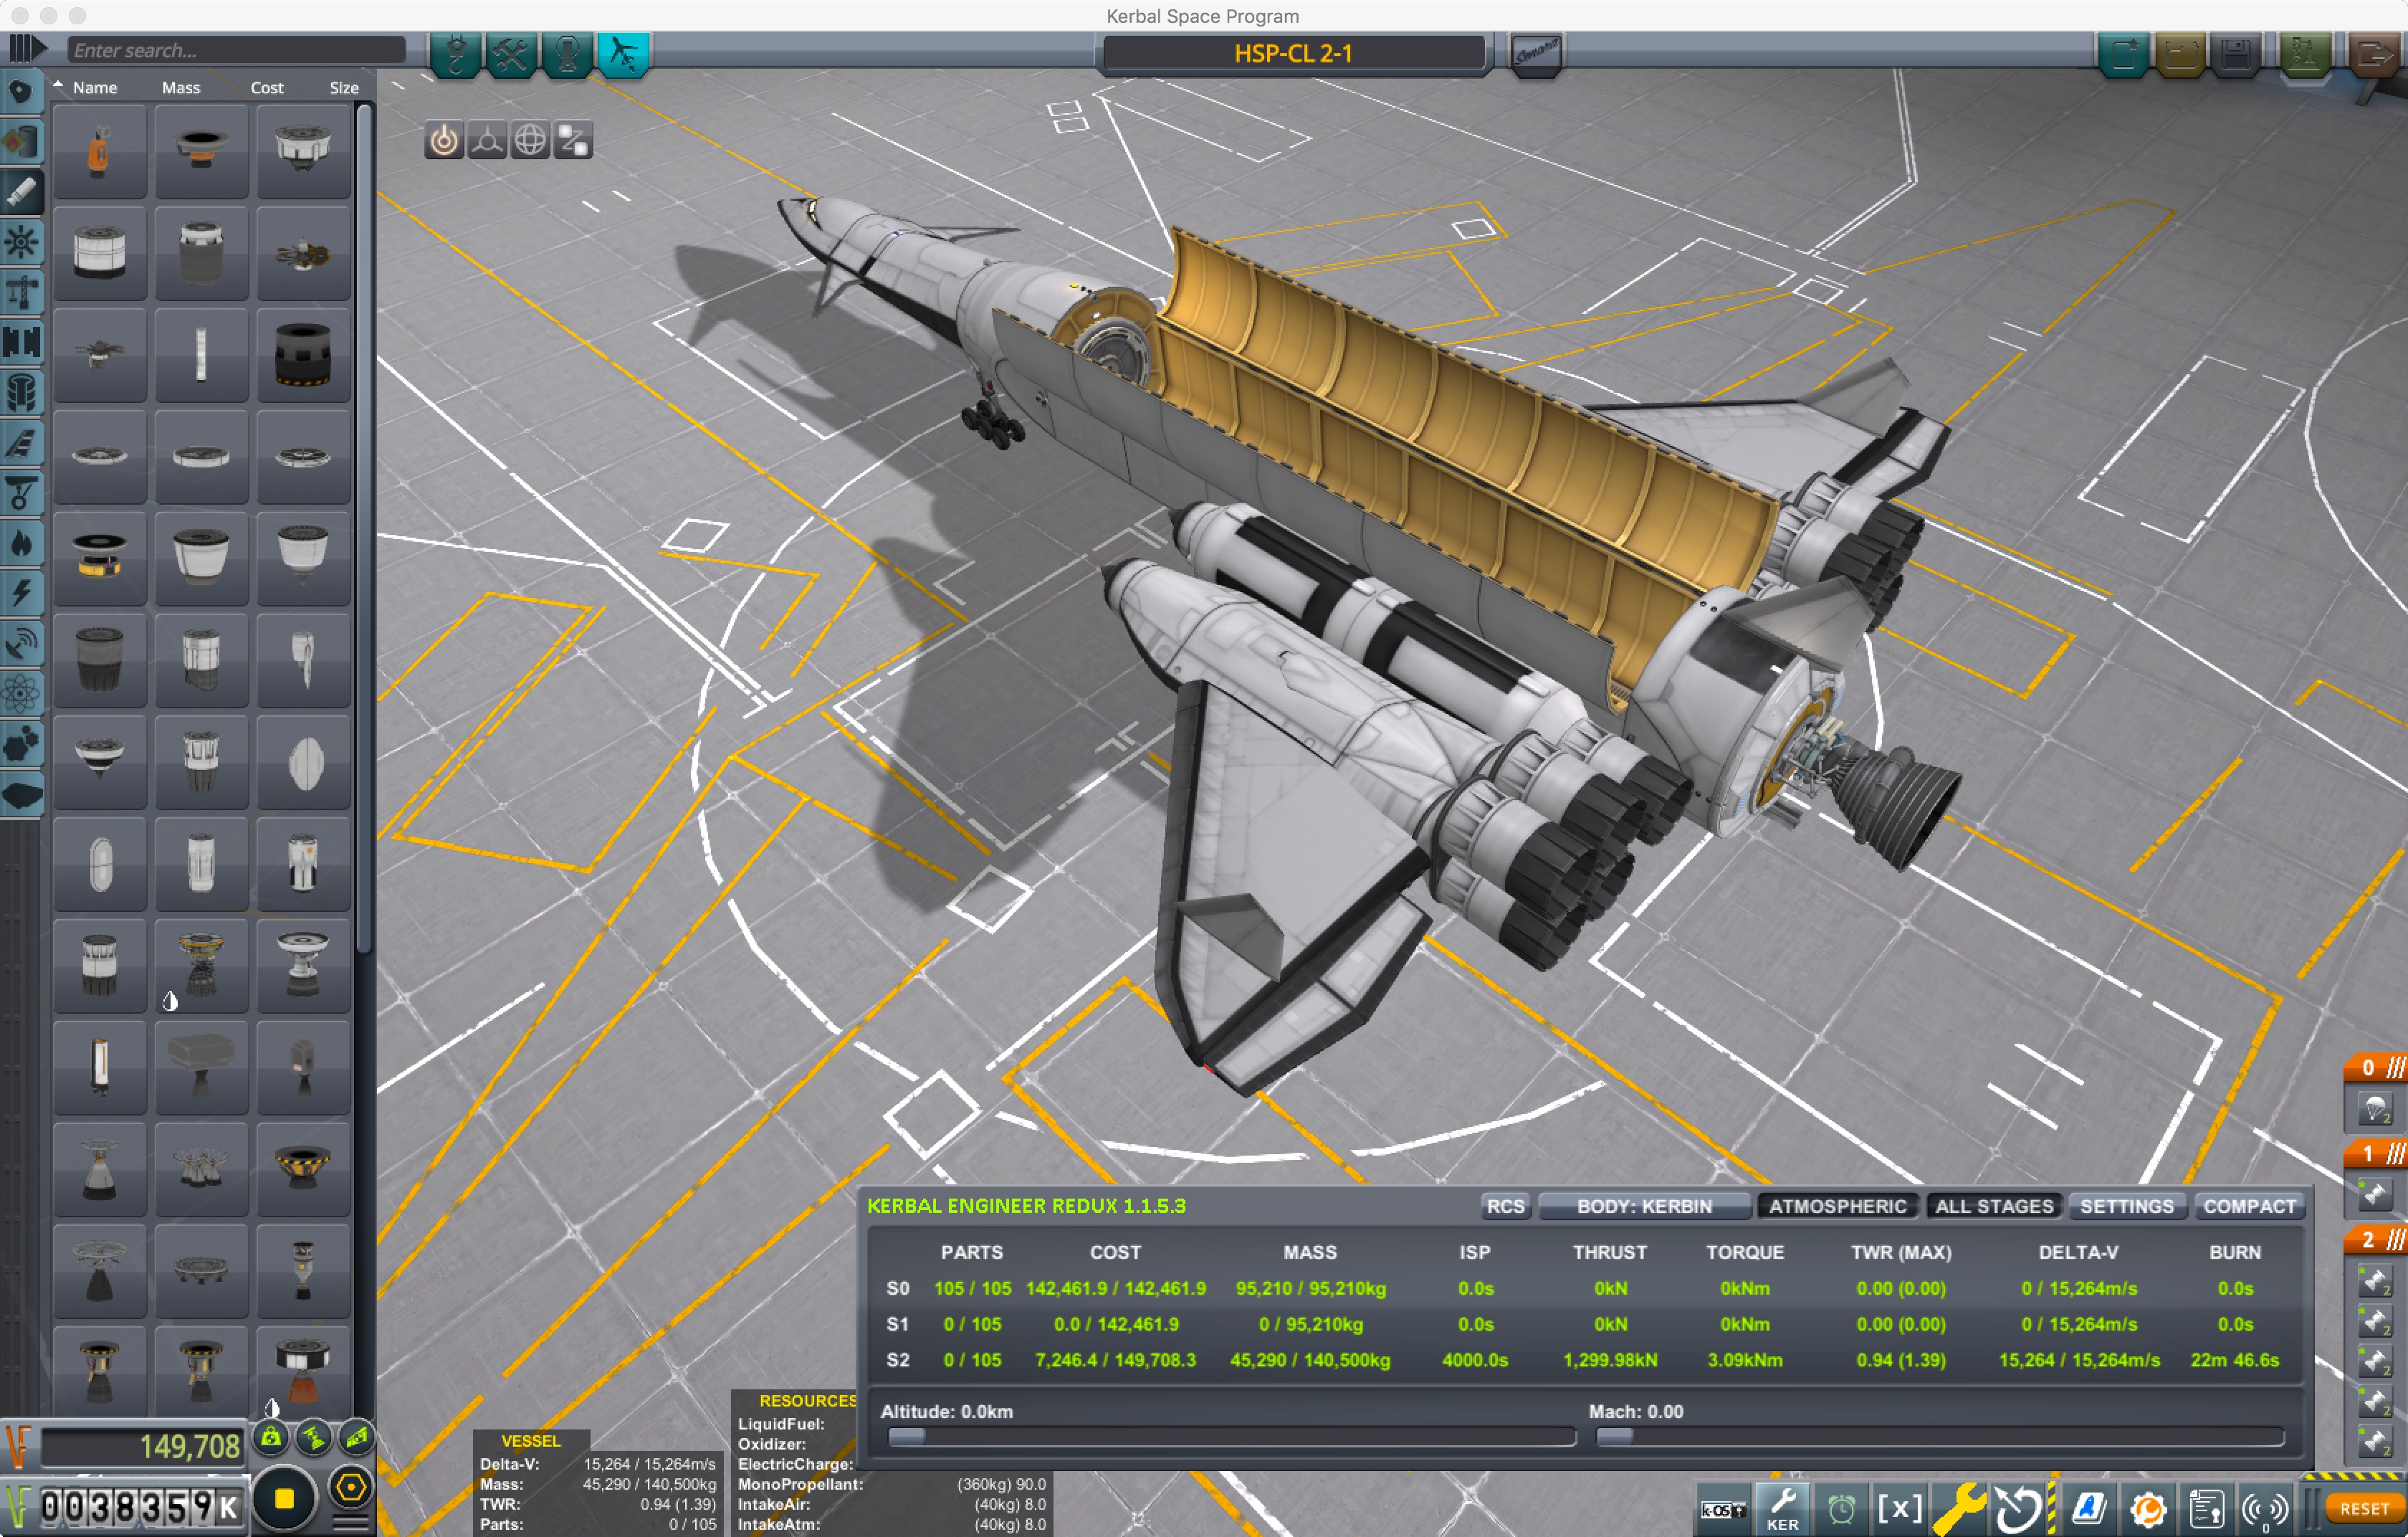 Kerbal Space Program
Enter search...
HSP-CL 2-1
Name Mass Cost Size
KERBAL ENGINEER REDUX 1.1.5.3 RCS BODY: KERBIN ATMOSPHERIC ALL STAGES SETTINGS COMPACT
PARTS COST MASS ISP THRUST TORQUE TWR (MAX) DELTA-V BURN
S0 105 / 105 142,461.9 / 142,461.9 95,210 / 95,210kg 0.0s 0kN 0kNm 0.00 (0.00) 0 / 15,264m/s 0.0s
S1 0 / 105 0.0 / 142,461.9 0 / 95,210kg 0.0s 0kN 0kNm 0.00 (0.00) 0 / 15,264m/s 0.0s
S2 0 / 105 7,246.4 / 149,708.3 45,290 / 140,500kg 4000.0s 1,299.98kN 3.09kNm 0.94 (1.39) 15,264 / 15,264m/s 22m 46.6s
Altitude: 0.0km Mach: 0.00
0
2
1
2
2
2
2
2
2
149,708
0038359K
VESSEL
Delta-V: 15,264 / 15,264m/s
Mass: 45,290 / 140,500kg
TWR: 0.94 (1.39)
Parts: 0 / 105
RESOURCES
LiquidFuel:
Oxidizer:
ElectricCharge:
MonoPropellant: (360kg) 90.0
IntakeAir: (40kg) 8.0
IntakeAtm: (40kg) 8.0
k-OS
KER
[x]
0
RESET